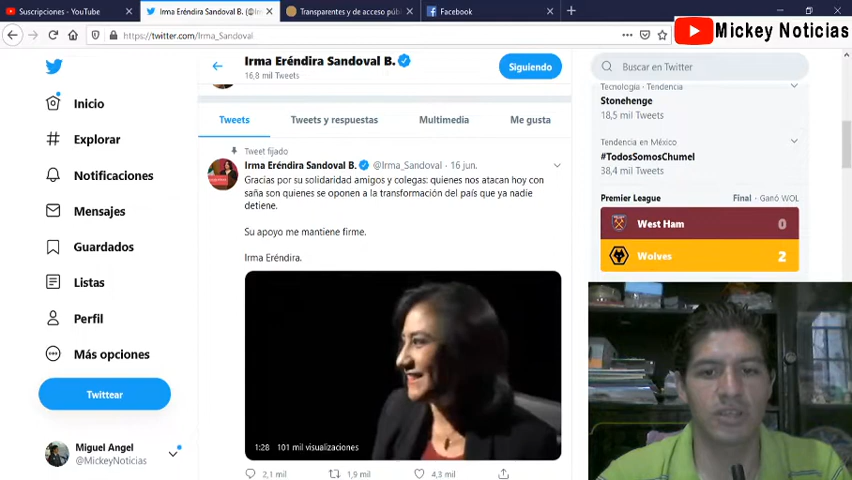 Suscripciones - YouTube
Irma Eréndira Sandoval B. (@Ir
Transparentes y de acceso públ
Facebook
https://twitter.com/Irma_Sandoval
Mickey Noticias
Inicio
Explorar
Notificaciones
Mensajes
Guardados
Listas
Perfil
Más opciones
Twittear
Miguel Angel
@MickeyNoticias
Irma Eréndira Sandoval B.
16,8 mil Tweets
Siguiendo
Tweets
Tweets y respuestas
Multimedia
Me gusta
Tweet fijado
Irma Eréndira Sandoval B. @Irma_Sandoval · 16 jun.
Gracias por su solidaridad amigos y colegas: quienes nos atacan hoy con
saña son quienes se oponen a la transformación del país que ya nadie
detiene.
Su apoyo me mantiene firme.
Irma Eréndira.
1:28 101 mil visualizaciones
2,1 mil
1,9 mil
4,3 mil
Buscar en Twitter
Tecnología · Tendencia
Stonehenge
18,5 mil Tweets
Tendencia en México
#TodosSomosChumel
38,4 mil Tweets
Premier League
Final · Ganó WOL
West Ham 0
Wolves 2